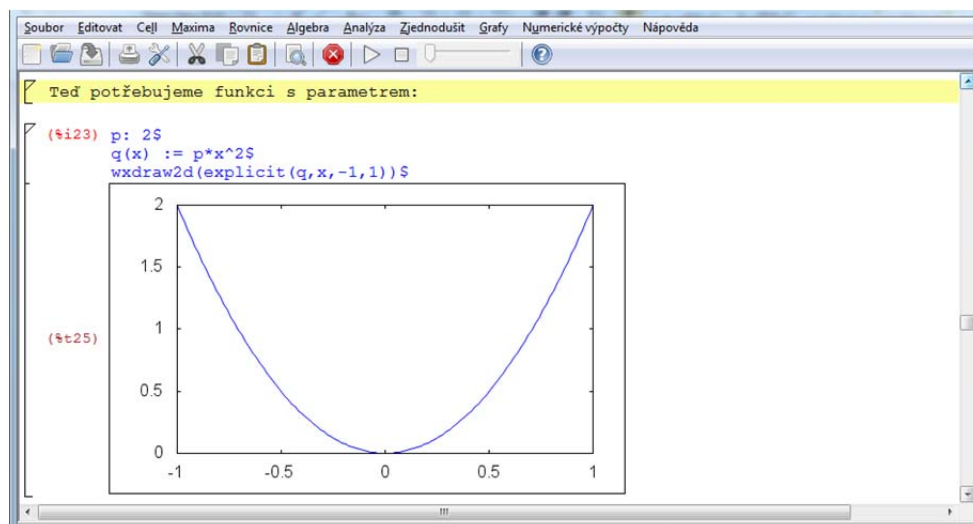 Soubor Editovat Cell Maxima Rovnice Algebra Analýza Zjednodušit Grafy Numerické výpočty Nápověda
Teď potřebujeme funkci s parametrem:
(%i23) p: 2$
q(x) := p*x^2$
wxdraw2d(explicit(q,x,-1,1))$
2
1.5
(%t25) 1
0.5
0
-1 -0.5 0 0.5 1